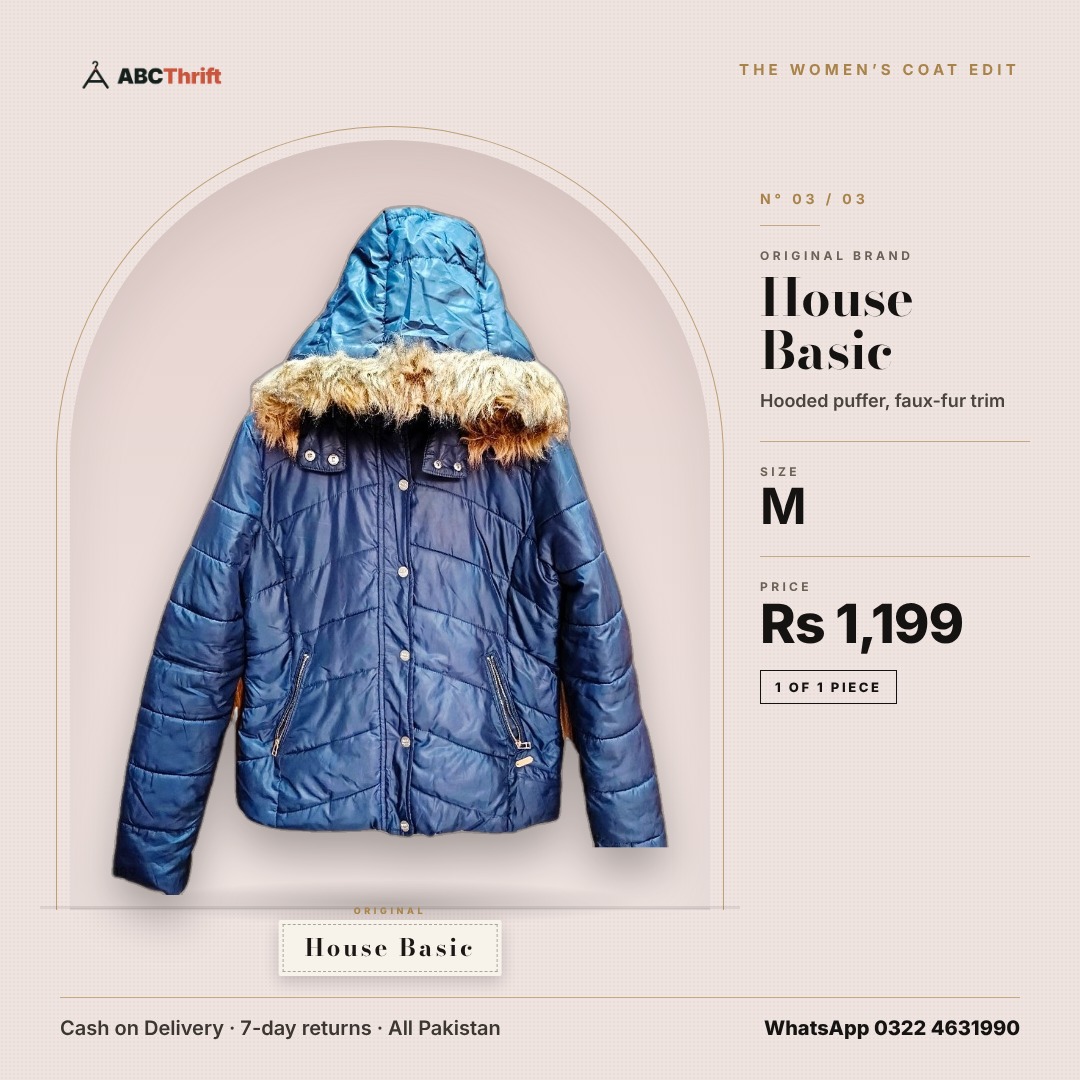 ABCThrift
THE WOMEN’S COAT EDIT
N° 03 / 03
ORIGINAL BRAND
House
Basic
Hooded puffer, faux-fur trim
SIZE
M
PRICE
Rs 1,199
1 OF 1 PIECE
ORIGINAL
House Basic
Cash on Delivery · 7-day returns · All Pakistan
WhatsApp 0322 4631990